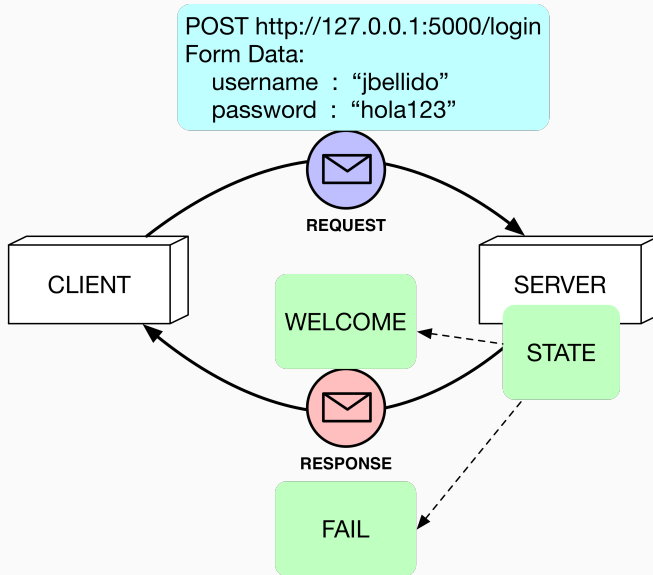 POST http://127.0.0.1:5000/login
Form Data:
username : “jbellido”
password : “hola123”
REQUEST
CLIENT
SERVER
WELCOME
STATE
RESPONSE
FAIL